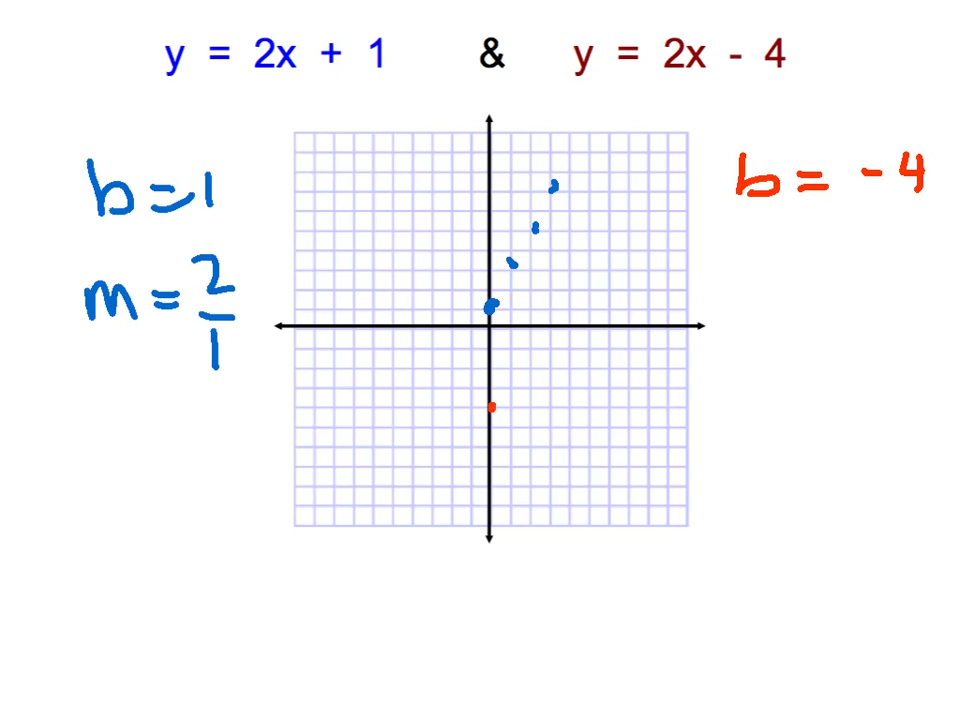 y = 2x + 1 & y = 2x - 4
b = 1
m = 2/1
b = -4